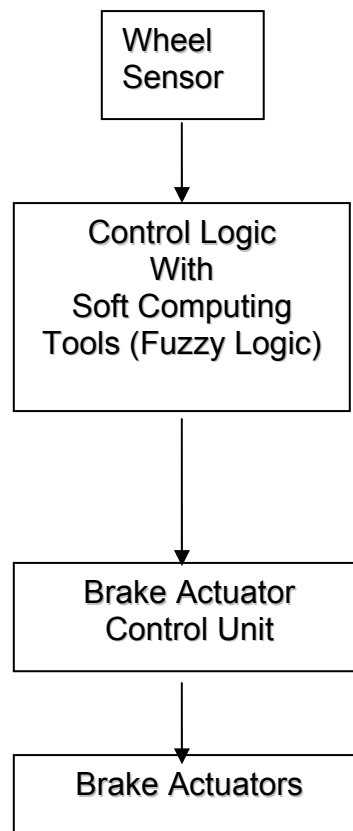 Wheel
Sensor
Control Logic
With
Soft Computing
Tools (Fuzzy Logic)
Brake Actuator
Control Unit
Brake Actuators